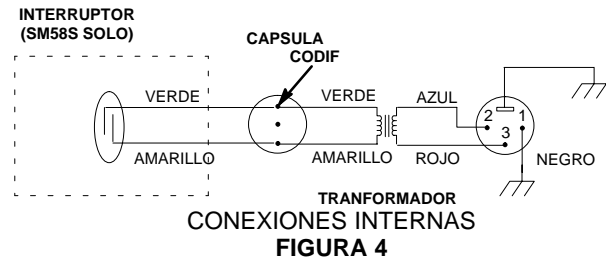 INTERRUPTOR
(SM58S SOLO)
CAPSULA
CODIF
VERDE
VERDE
AZUL
2
1
3
AMARILLO
AMARILLO
ROJO
NEGRO
TRANFORMADOR
CONEXIONES INTERNAS
FIGURA 4